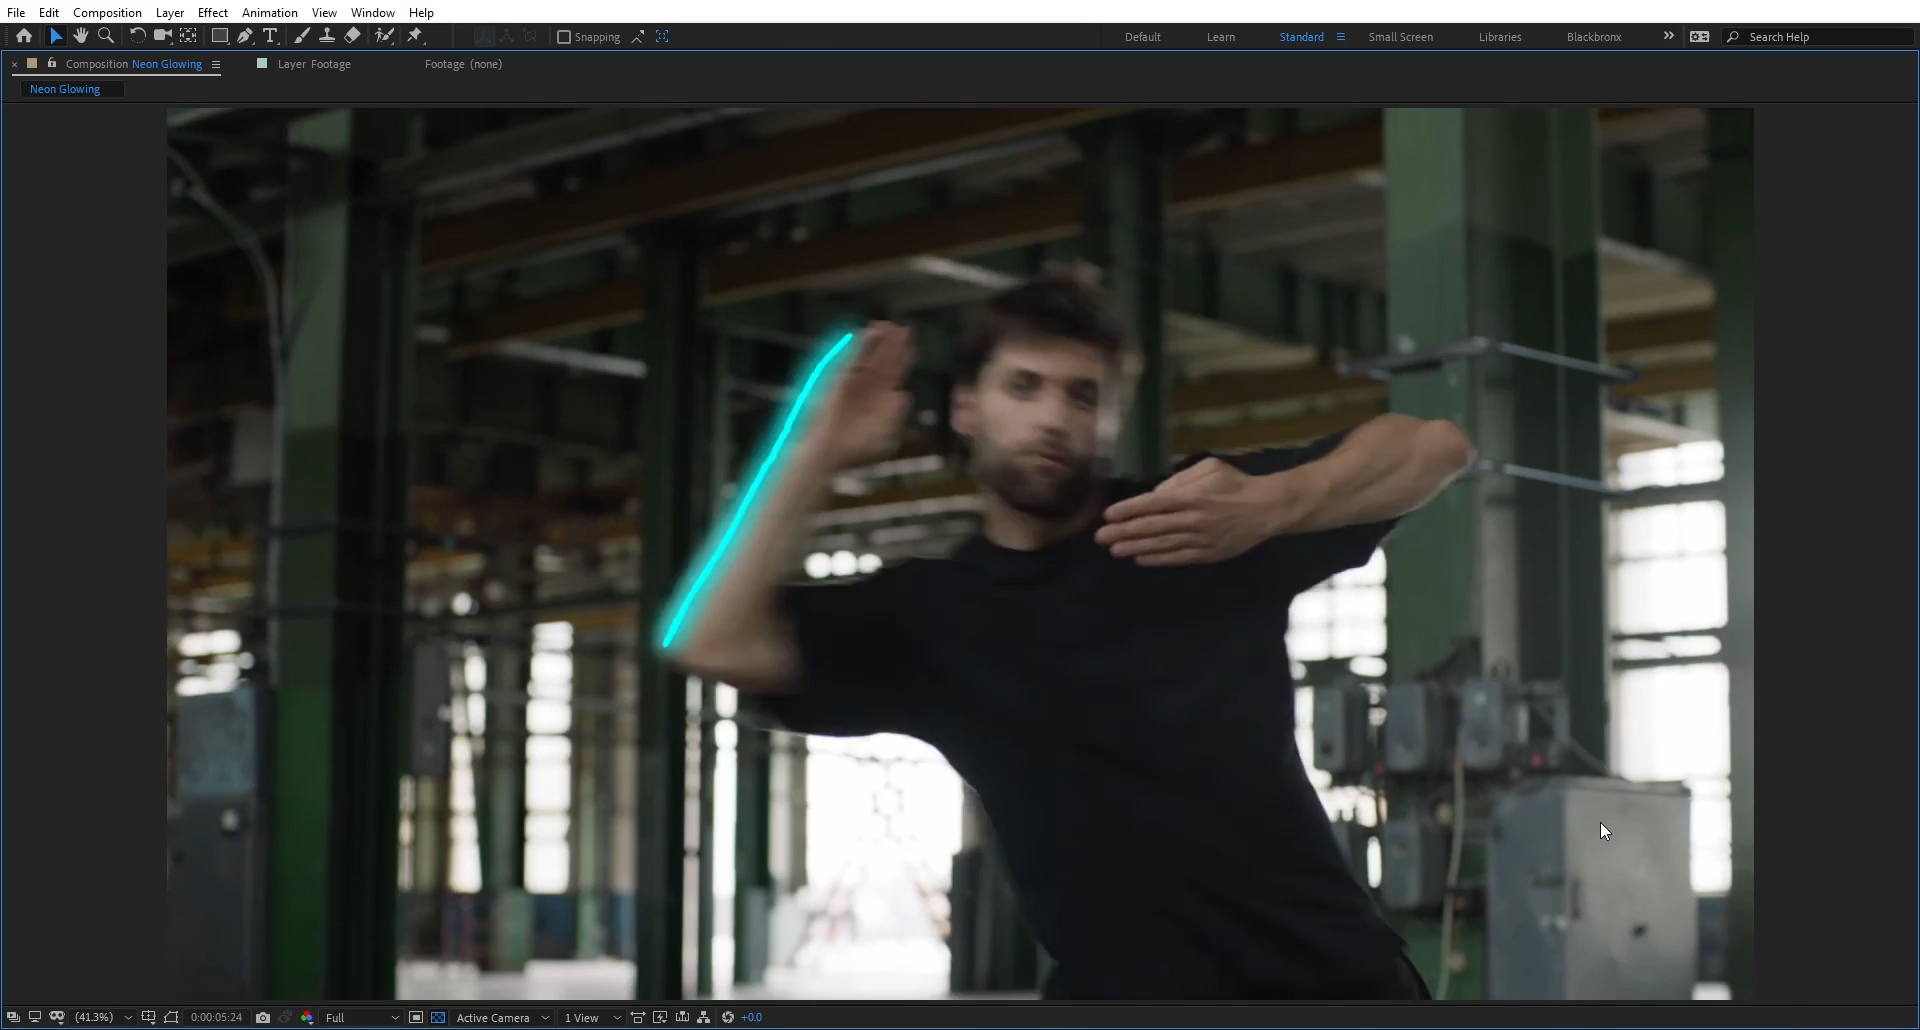 File Edit Composition Layer Effect Animation View Window Help
Snapping Default Learn Standard Small Screen Libraries Blackbronx Search Help
Composition Neon Glowing Layer Footage Footage (none)
Neon Glowing
(41.3%) 0:00:05:24 Full Active Camera 1 View +0.0